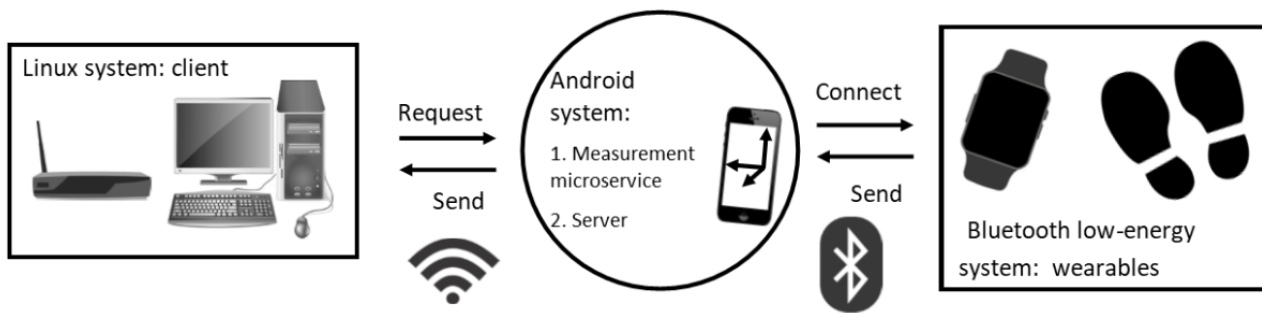 Linux system: client
Request
Send
Android
system:
1. Measurement
microservice
2. Server
Connect
Send
Bluetooth low-energy
system: wearables